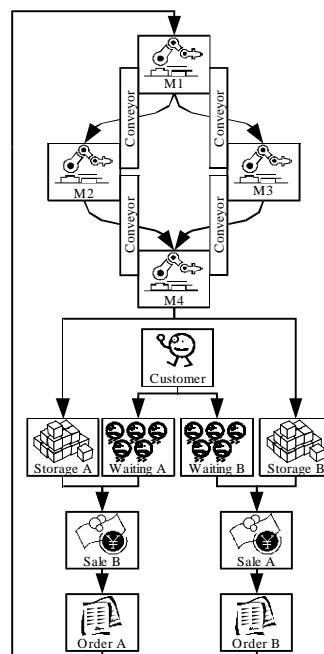 M1
Conveyor
Conveyor
M2
M3
Conveyor
Conveyor
M4
Customer
Storage A
Waiting A
Waiting B
Storage B
¥
¥
Sale B
Sale A
Order A
Order B